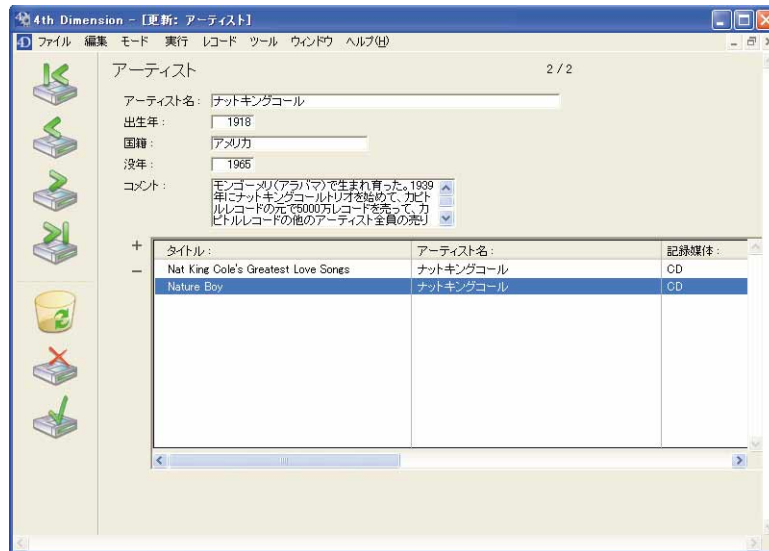 4th Dimension - [更新: アーティスト]
ファイル 編集 モード 実行 レコード ツール ウィンドウ ヘルプ(H)
アーティスト 2 / 2
アーティスト名: ナットキングコール
出生年: 1918
国籍: アメリカ
没年: 1965
コメント: モンゴーメリ(アラバマ)で生まれ育った。1939
年にナットキングコールトリオを始めて、カピト
ルレコードの元で5000万レコードを売って、カ
ピトルレコードの他のアーティスト全員の売り
+ タイトル: アーティスト名: 記録媒体:
− Nat King Cole's Greatest Love Songs ナットキングコール CD
Nature Boy ナットキングコール CD